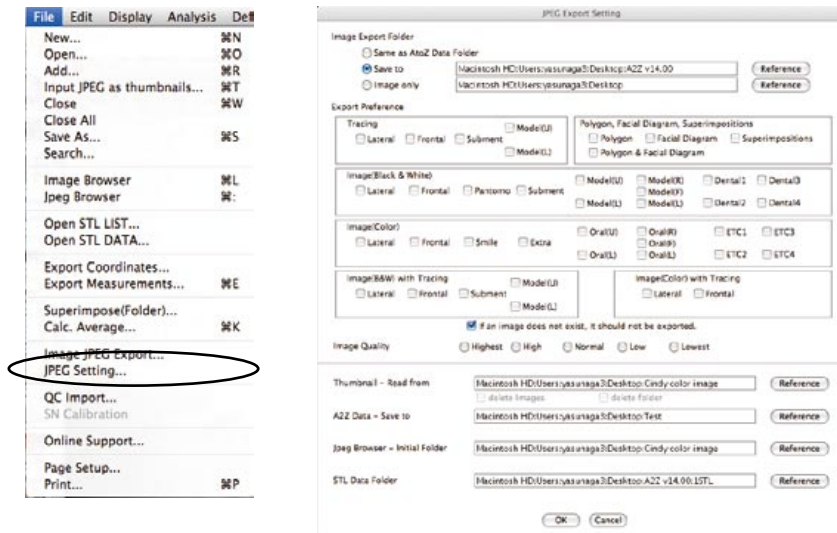 File Edit Display Analysis Def
New... ⌘N
Open... ⌘O
Add... ⌘R
Input JPEG as thumbnails... ⌘T
Close ⌘W
Close All
Save As... ⌘S
Search...
Image Browser ⌘L
Jpeg Browser ⌘:
Open STL LIST...
Open STL DATA...
Export Coordinates...
Export Measurements... ⌘E
Superimpose(Folder)...
Calc. Average... ⌘K
Image JPEG Export...
JPEG Setting...
QC Import...
SN Calibration
Online Support...
Page Setup...
Print... ⌘P
JPEG Export Setting
Image Export Folder
Same as AtoZ Data Folder
Save to Macintosh HD:Users:yasunaga3:Desktop:A2Z v14.00 Reference
Image only Macintosh HD:Users:yasunaga3:Desktop Reference
Export Preference
Tracing
Model(U)
Lateral Frontal Subment
Model(L)
Polygon, Facial Diagram, Superimpositions
Polygon Facial Diagram Superimpositions
Polygon & Facial Diagram
Image(Black & White)
Lateral Frontal Pantomo Subment
Model(U) Model(R) Dental1 Dental3
Model(F)
Model(L) Model(L) Dental2 Dental4
Image(Color)
Lateral Frontal Smile Extra
Oral(U) Oral(R) ETC1 ETC3
Oral(F)
Oral(L) Oral(L) ETC2 ETC4
Image(B&W) with Tracing
Model(U)
Lateral Frontal Subment
Model(L)
Image(Color) with Tracing
Lateral Frontal
If an image does not exist, it should not be exported.
Image Quality Highest High Normal Low Lowest
Thumbnail - Read from Macintosh HD:Users:yasunaga3:Desktop:Cindy color image Reference
delete images delete folder
A2Z Data - Save to Macintosh HD:Users:yasunaga3:Desktop:Test Reference
Jpeg Browser - Initial Folder Macintosh HD:Users:yasunaga3:Desktop:Cindy color image Reference
STL Data Folder Macintosh HD:Users:yasunaga3:Desktop:A2Z v14.00:1STL Reference
OK Cancel